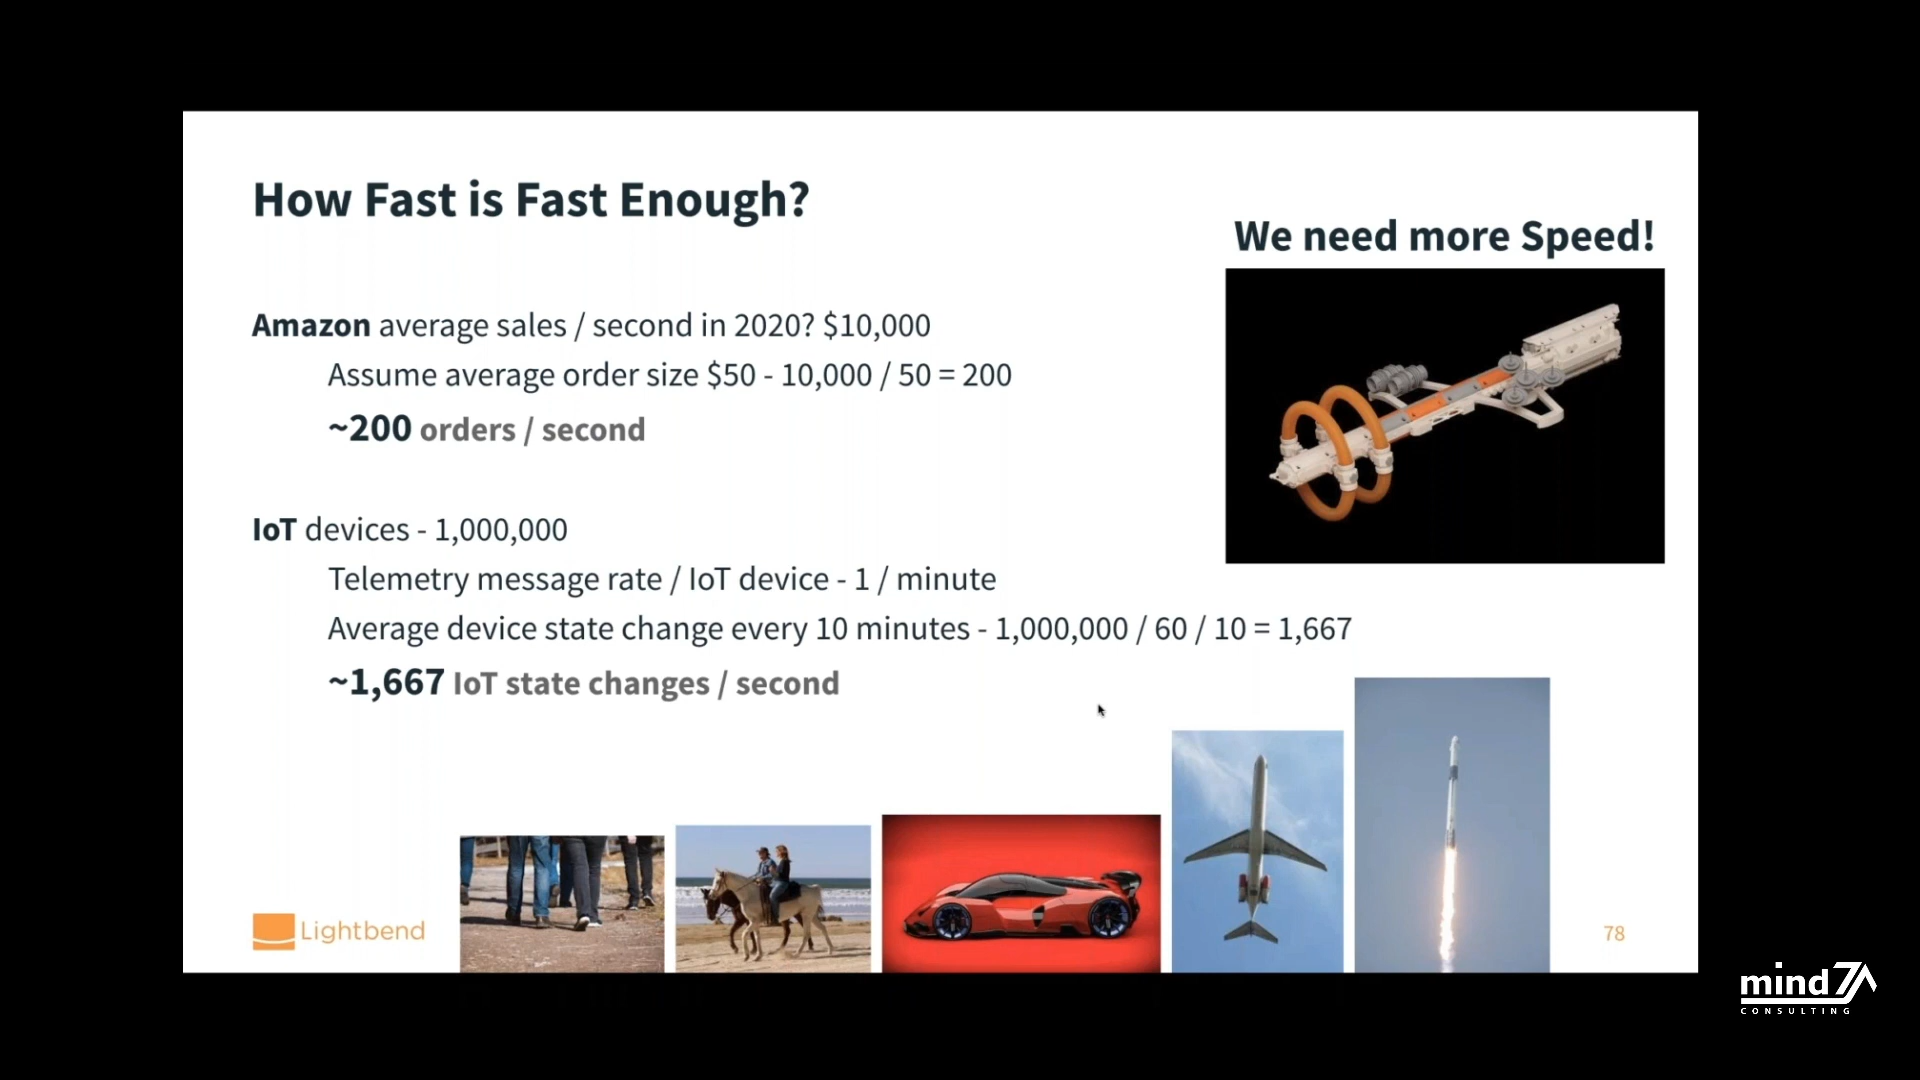 How Fast is Fast Enough?
We need more Speed!
Amazon average sales / second in 2020? $10,000
Assume average order size $50 - 10,000 / 50 = 200
~200 orders / second
IoT devices - 1,000,000
Telemetry message rate / IoT device - 1 / minute
Average device state change every 10 minutes - 1,000,000 / 60 / 10 = 1,667
~1,667 IoT state changes / second
Lightbend
78
mind7
CONSULTING